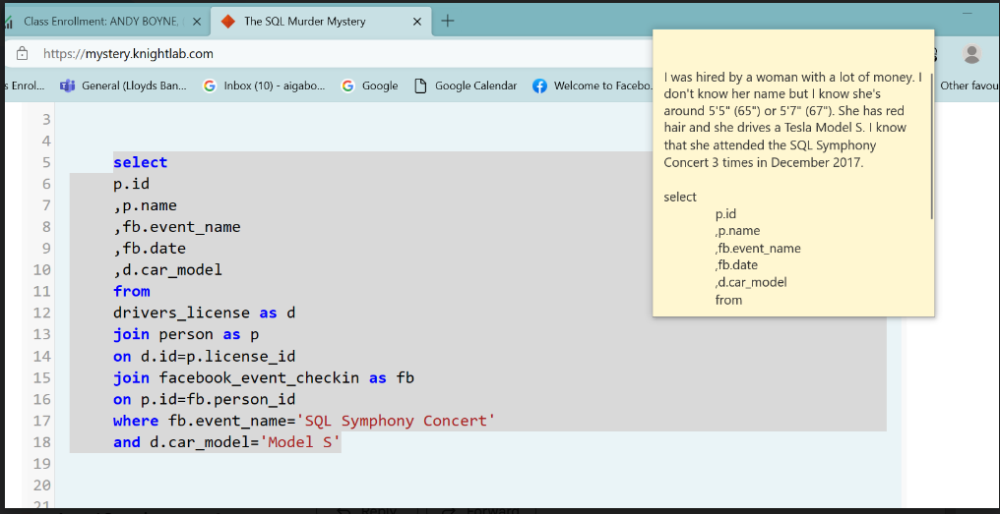 Class Enrollment: ANDY BOYNE,
The SQL Murder Mystery
https://mystery.knightlab.com
s Enrol...
General (Lloyds Ban...
Inbox (10) - aigabo...
Google
Google Calendar
Welcome to Facebo..
Other favou
3
4
5 select
6 p.id
7 ,p.name
8 ,fb.event_name
9 ,fb.date
10 ,d.car_model
11 from
12 drivers_license as d
13 join person as p
14 on d.id=p.license_id
15 join facebook_event_checkin as fb
16 on p.id=fb.person_id
17 where fb.event_name='SQL Symphony Concert'
18 and d.car_model='Model S'
19
20
21
I was hired by a woman with a lot of money. I
don't know her name but I know she's
around 5'5" (65") or 5'7" (67"). She has red
hair and she drives a Tesla Model S. I know
that she attended the SQL Symphony
Concert 3 times in December 2017.
select
p.id
,p.name
,fb.event_name
,fb.date
,d.car_model
from
Reply
Forward